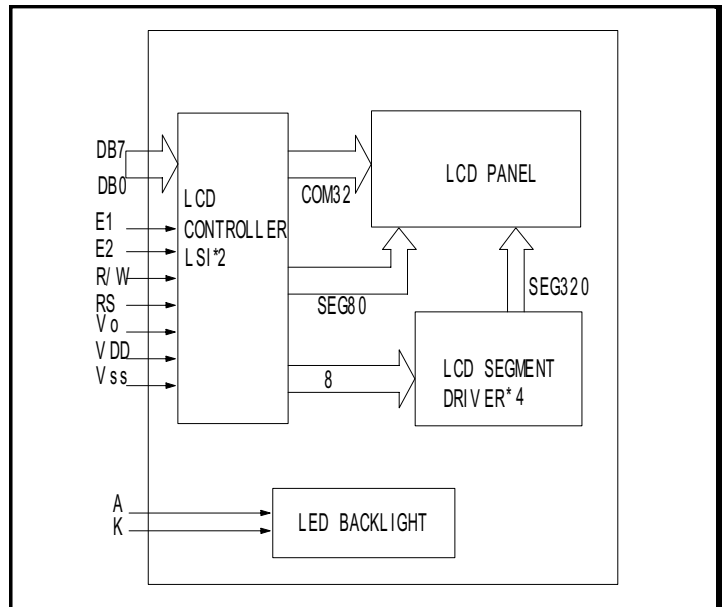 DB7
DB0
E1
E2
R/W
RS
Vo
VDD
Vss
LCD
CONTROLLER
LSI*2
COM32
SEG80
8
LCD PANEL
SEG320
LCD SEGMENT
DRIVER*4
A
K
LED BACKLIGHT